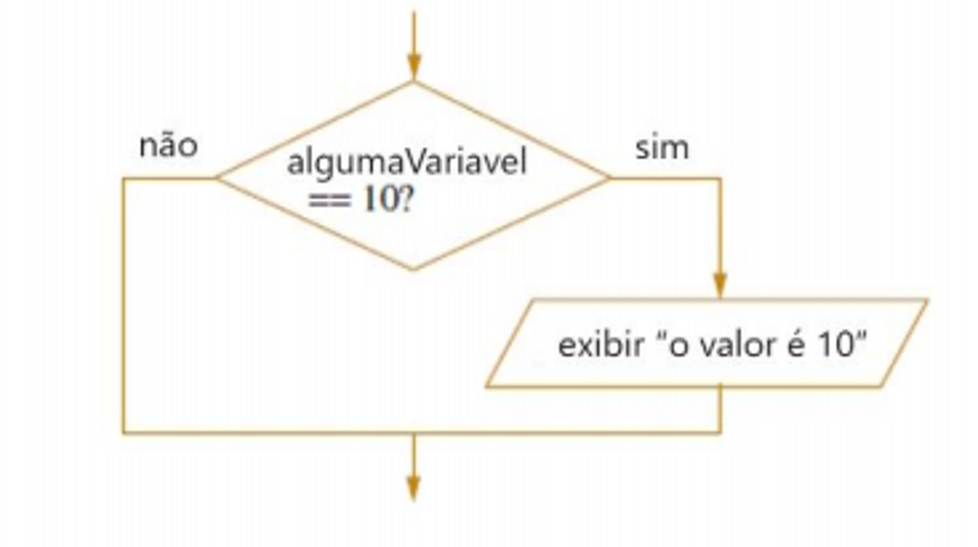 não
sim
algumaVariavel
== 10?
exibir “o valor é 10”